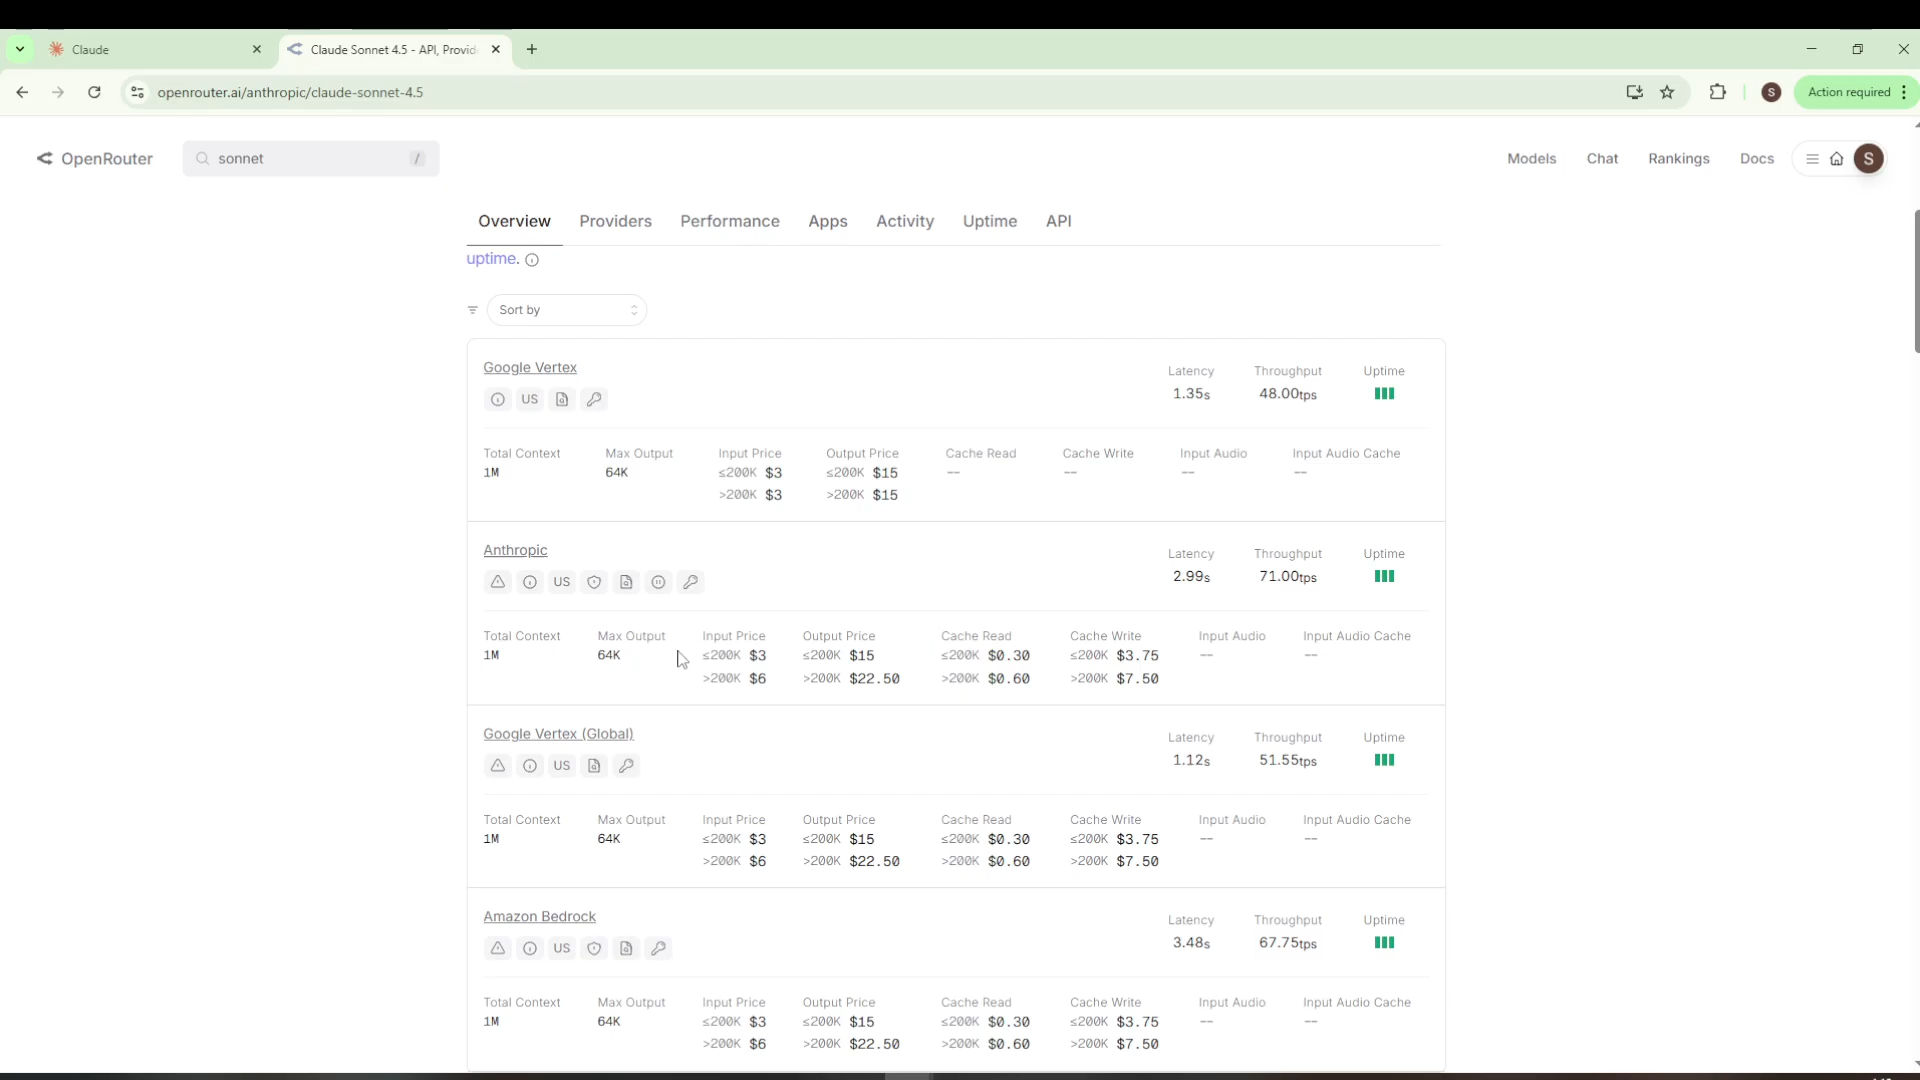 Claude
Claude Sonnet 4.5 - API, Provid
openrouter.ai/anthropic/claude-sonnet-4.5
S
Action required
OpenRouter
sonnet
/
Models
Chat
Rankings
Docs
S
Overview
Providers
Performance
Apps
Activity
Uptime
API
uptime.
Sort by
Google Vertex
US
Latency Throughput Uptime
1.35s 48.00tps
Total Context Max Output Input Price Output Price Cache Read Cache Write Input Audio Input Audio Cache
1M 64K ≤200K $3 ≤200K $15 -- -- -- --
>200K $3 >200K $15
Anthropic
US
Latency Throughput Uptime
2.99s 71.00tps
Total Context Max Output Input Price Output Price Cache Read Cache Write Input Audio Input Audio Cache
1M 64K ≤200K $3 ≤200K $15 ≤200K $0.30 ≤200K $3.75 -- --
>200K $6 >200K $22.50 >200K $0.60 >200K $7.50
Google Vertex (Global)
US
Latency Throughput Uptime
1.12s 51.55tps
Total Context Max Output Input Price Output Price Cache Read Cache Write Input Audio Input Audio Cache
1M 64K ≤200K $3 ≤200K $15 ≤200K $0.30 ≤200K $3.75 -- --
>200K $6 >200K $22.50 >200K $0.60 >200K $7.50
Amazon Bedrock
US
Latency Throughput Uptime
3.48s 67.75tps
Total Context Max Output Input Price Output Price Cache Read Cache Write Input Audio Input Audio Cache
1M 64K ≤200K $3 ≤200K $15 ≤200K $0.30 ≤200K $3.75 -- --
>200K $6 >200K $22.50 >200K $0.60 >200K $7.50